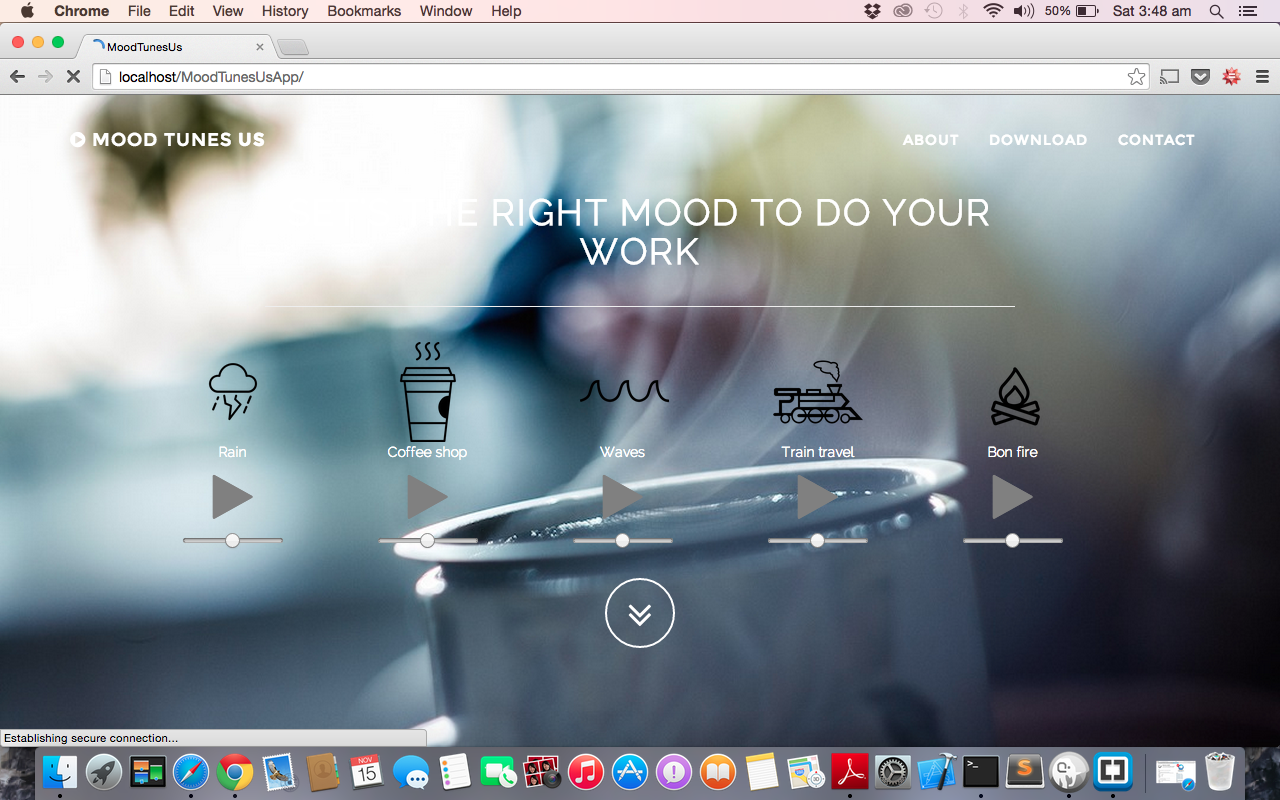 Chrome File Edit View History Bookmarks Window Help 50% Sat 3:48 am
MoodTunesUs
localhost/MoodTunesUsApp/
MOOD TUNES US ABOUT DOWNLOAD CONTACT
THE RIGHT MOOD TO DO YOUR
WORK
Rain Coffee shop Waves Train travel Bon fire
Establishing secure connection...
NOV
15